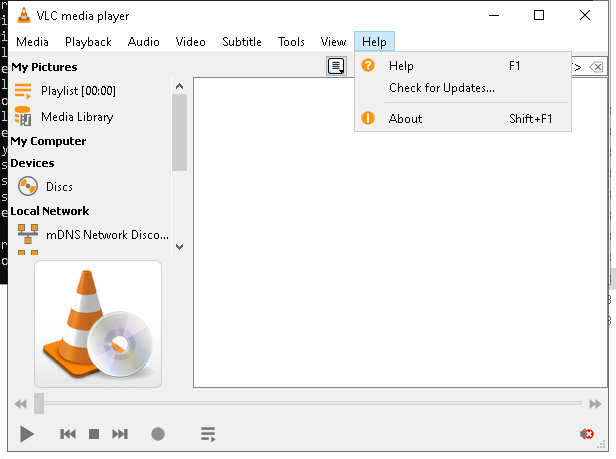 VLC media player
Media Playback Audio Video Subtitle Tools View Help
My Pictures
Playlist [00:00]
Media Library
My Computer
Devices
Discs
Local Network
mDNS Network Disco...
Help F1
Check for Updates...
About Shift+F1